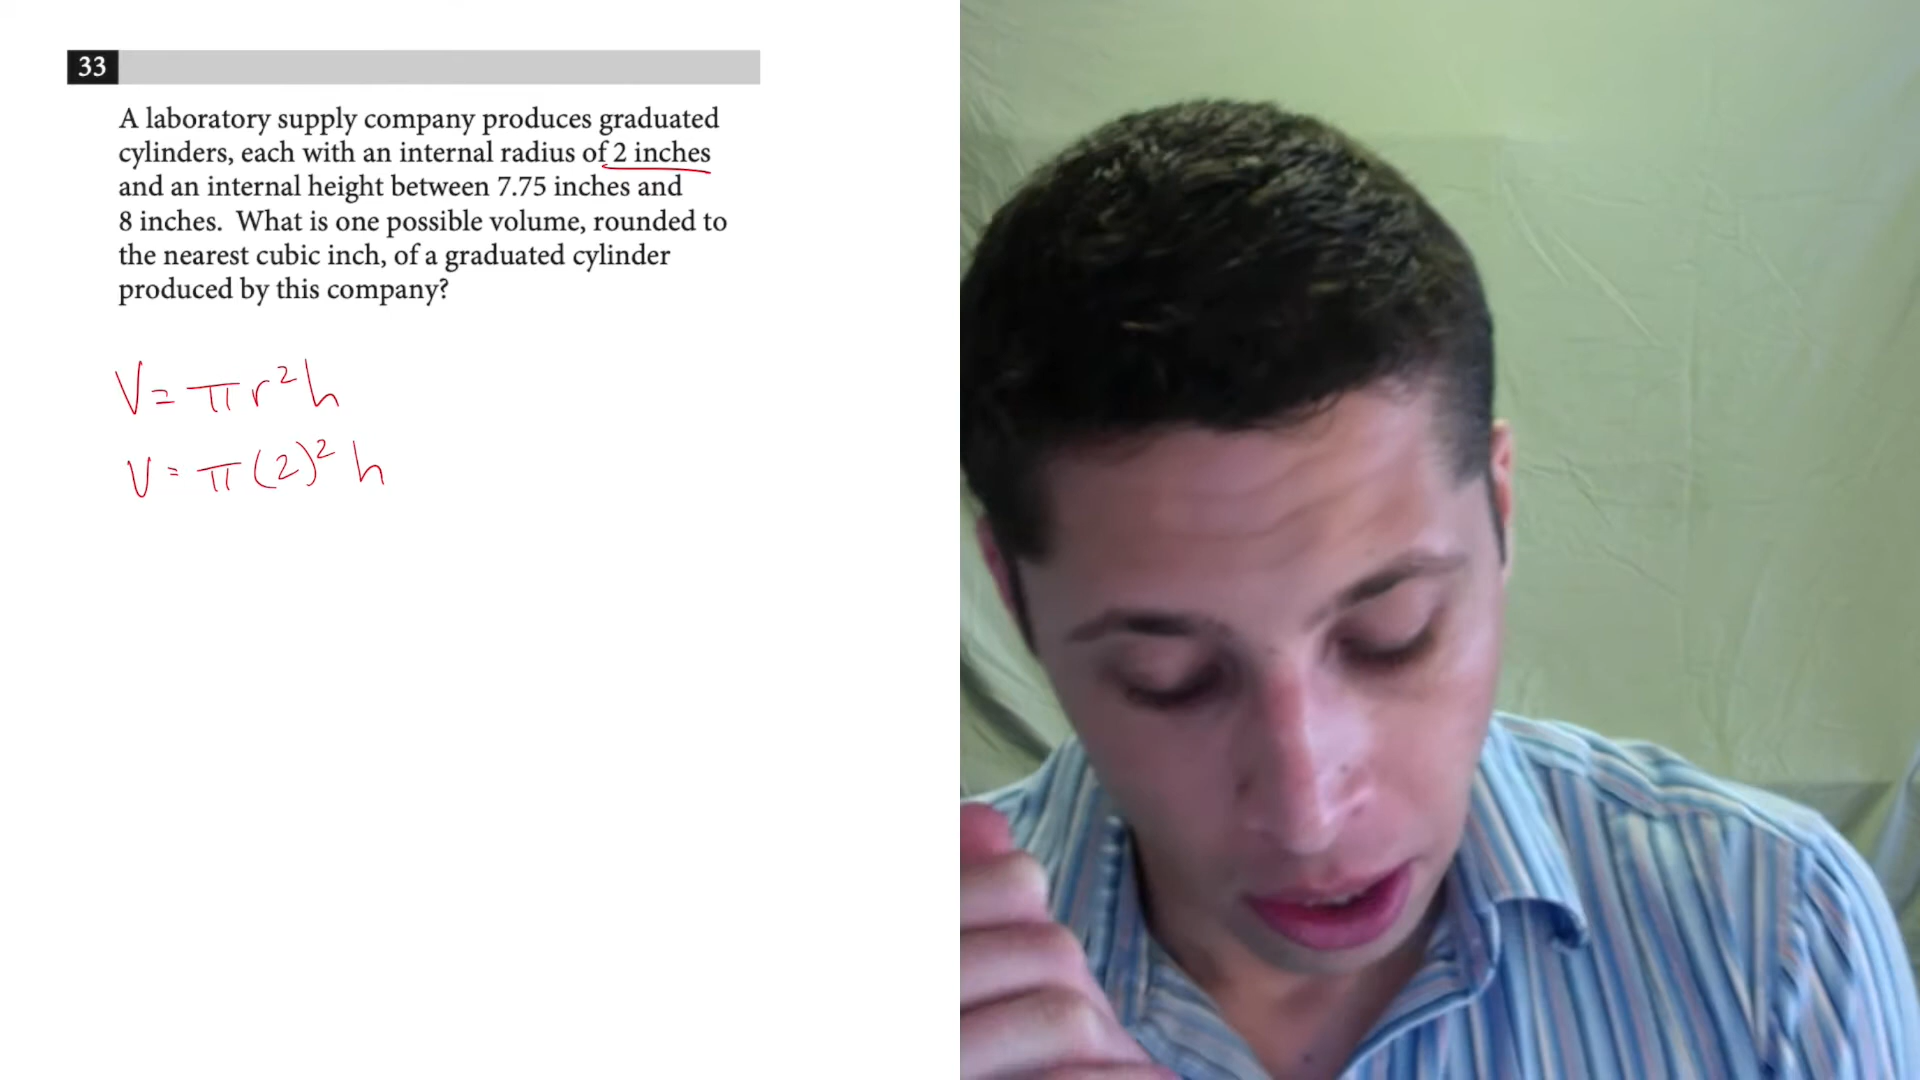 33
A laboratory supply company produces graduated
cylinders, each with an internal radius of 2 inches
and an internal height between 7.75 inches and
8 inches. What is one possible volume, rounded to
the nearest cubic inch, of a graduated cylinder
produced by this company?
V = πr²h
V = π(2)² h